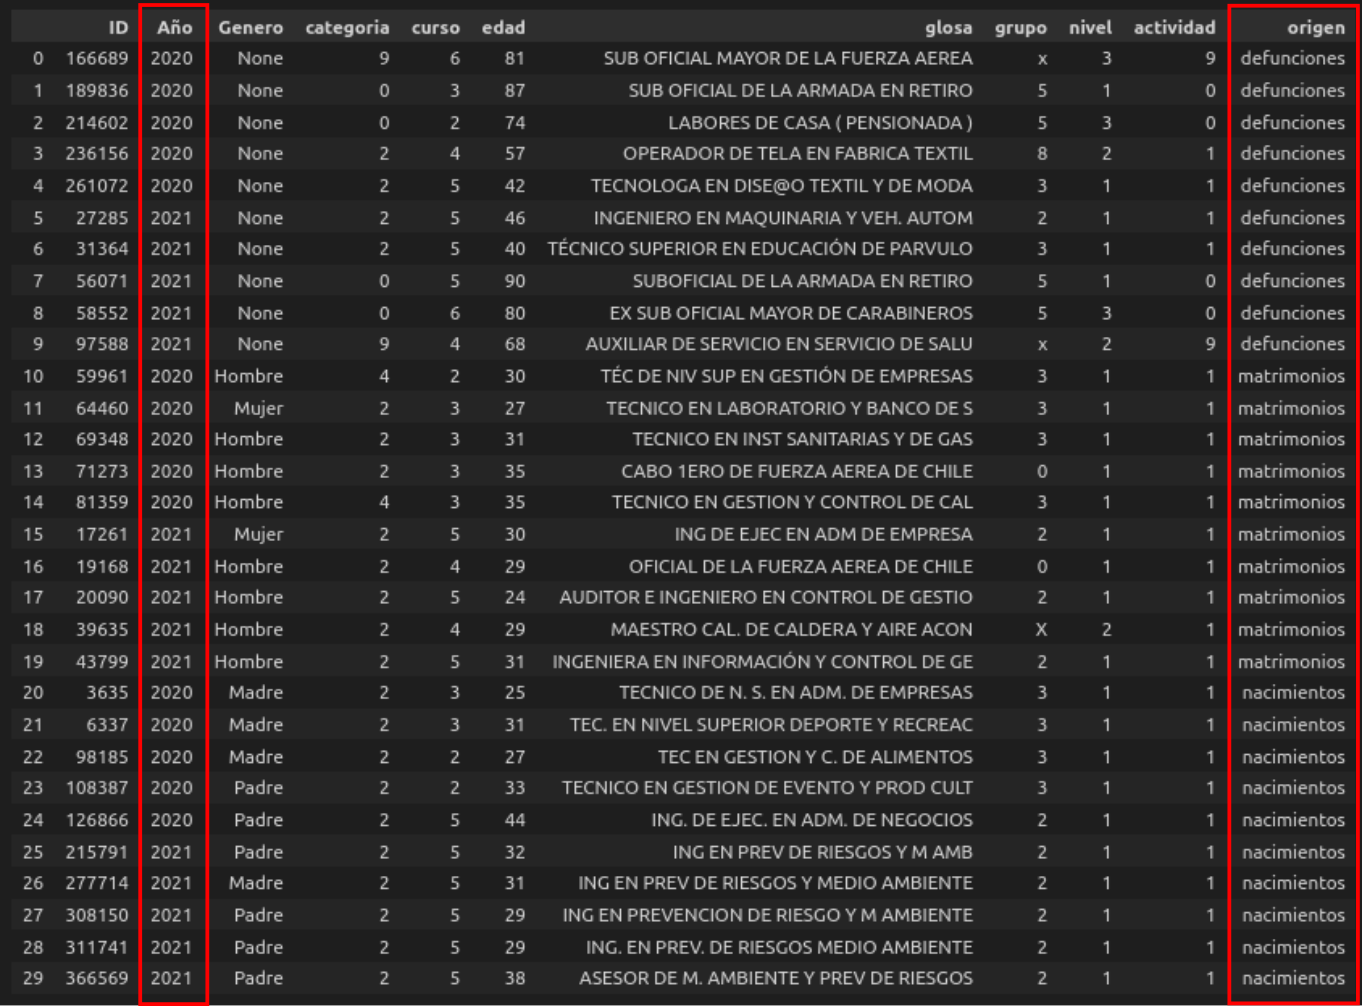 ID Año Genero categoria curso edad glosa grupo nivel actividad origen
0 166689 2020 None 9 6 81 SUB OFICIAL MAYOR DE LA FUERZA AEREA x 3 9 defunciones
1 189836 2020 None 0 3 87 SUB OFICIAL DE LA ARMADA EN RETIRO 5 1 0 defunciones
2 214602 2020 None 0 2 74 LABORES DE CASA ( PENSIONADA ) 5 3 0 defunciones
3 236156 2020 None 2 4 57 OPERADOR DE TELA EN FABRICA TEXTIL 8 2 1 defunciones
4 261072 2020 None 2 5 42 TECNOLOGA EN DISE@O TEXTIL Y DE MODA 3 1 1 defunciones
5 27285 2021 None 2 5 46 INGENIERO EN MAQUINARIA Y VEH. AUTOM 2 1 1 defunciones
6 31364 2021 None 2 5 40 TÉCNICO SUPERIOR EN EDUCACIÓN DE PARVULO 3 1 1 defunciones
7 56071 2021 None 0 5 90 SUBOFICIAL DE LA ARMADA EN RETIRO 5 1 0 defunciones
8 58552 2021 None 0 6 80 EX SUB OFICIAL MAYOR DE CARABINEROS 5 3 0 defunciones
9 97588 2021 None 9 4 68 AUXILIAR DE SERVICIO EN SERVICIO DE SALU x 2 9 defunciones
10 59961 2020 Hombre 4 2 30 TÉC DE NIV SUP EN GESTIÓN DE EMPRESAS 3 1 1 matrimonios
11 64460 2020 Mujer 2 3 27 TECNICO EN LABORATORIO Y BANCO DE S 3 1 1 matrimonios
12 69348 2020 Hombre 2 3 31 TECNICO EN INST SANITARIAS Y DE GAS 3 1 1 matrimonios
13 71273 2020 Hombre 2 3 35 CABO 1ERO DE FUERZA AEREA DE CHILE 0 1 1 matrimonios
14 81359 2020 Hombre 4 3 35 TECNICO EN GESTION Y CONTROL DE CAL 3 1 1 matrimonios
15 17261 2021 Mujer 2 5 30 ING DE EJEC EN ADM DE EMPRESA 2 1 1 matrimonios
16 19168 2021 Hombre 2 4 29 OFICIAL DE LA FUERZA AEREA DE CHILE 0 1 1 matrimonios
17 20090 2021 Hombre 2 5 24 AUDITOR E INGENIERO EN CONTROL DE GESTIO 2 1 1 matrimonios
18 39635 2021 Hombre 2 4 29 MAESTRO CAL. DE CALDERA Y AIRE ACON X 2 1 matrimonios
19 43799 2021 Hombre 2 5 31 INGENIERA EN INFORMACIÓN Y CONTROL DE GE 2 1 1 matrimonios
20 3635 2020 Madre 2 3 25 TECNICO DE N. S. EN ADM. DE EMPRESAS 3 1 1 nacimientos
21 6337 2020 Madre 2 3 31 TEC. EN NIVEL SUPERIOR DEPORTE Y RECREAC 3 1 1 nacimientos
22 98185 2020 Madre 2 2 27 TEC EN GESTION Y C. DE ALIMENTOS 3 1 1 nacimientos
23 108387 2020 Padre 2 2 33 TECNICO EN GESTION DE EVENTO Y PROD CULT 3 1 1 nacimientos
24 126866 2020 Padre 2 5 44 ING. DE EJEC. EN ADM. DE NEGOCIOS 2 1 1 nacimientos
25 215791 2021 Padre 2 5 32 ING EN PREV DE RIESGOS Y M AMB 2 1 1 nacimientos
26 277714 2021 Madre 2 5 31 ING EN PREV DE RIESGOS Y MEDIO AMBIENTE 2 1 1 nacimientos
27 308150 2021 Padre 2 5 29 ING EN PREVENCION DE RIESGO Y M AMBIENTE 2 1 1 nacimientos
28 311741 2021 Padre 2 5 29 ING. EN PREV. DE RIESGOS MEDIO AMBIENTE 2 1 1 nacimientos
29 366569 2021 Padre 2 5 38 ASESOR DE M. AMBIENTE Y PREV DE RIESGOS 2 1 1 nacimientos